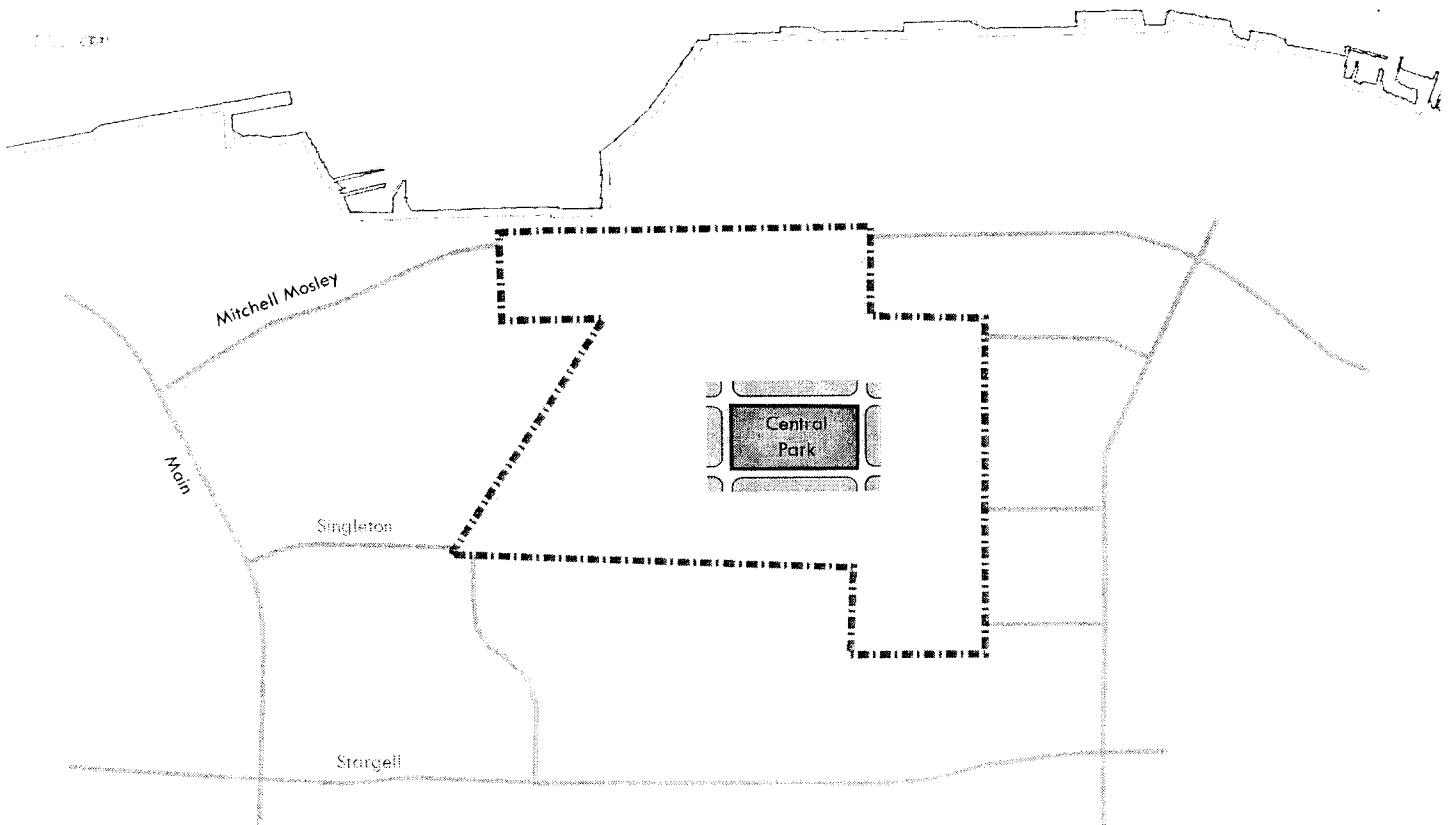 Mitchell Mosley
Central
Park
Main
Singleton
Stargell